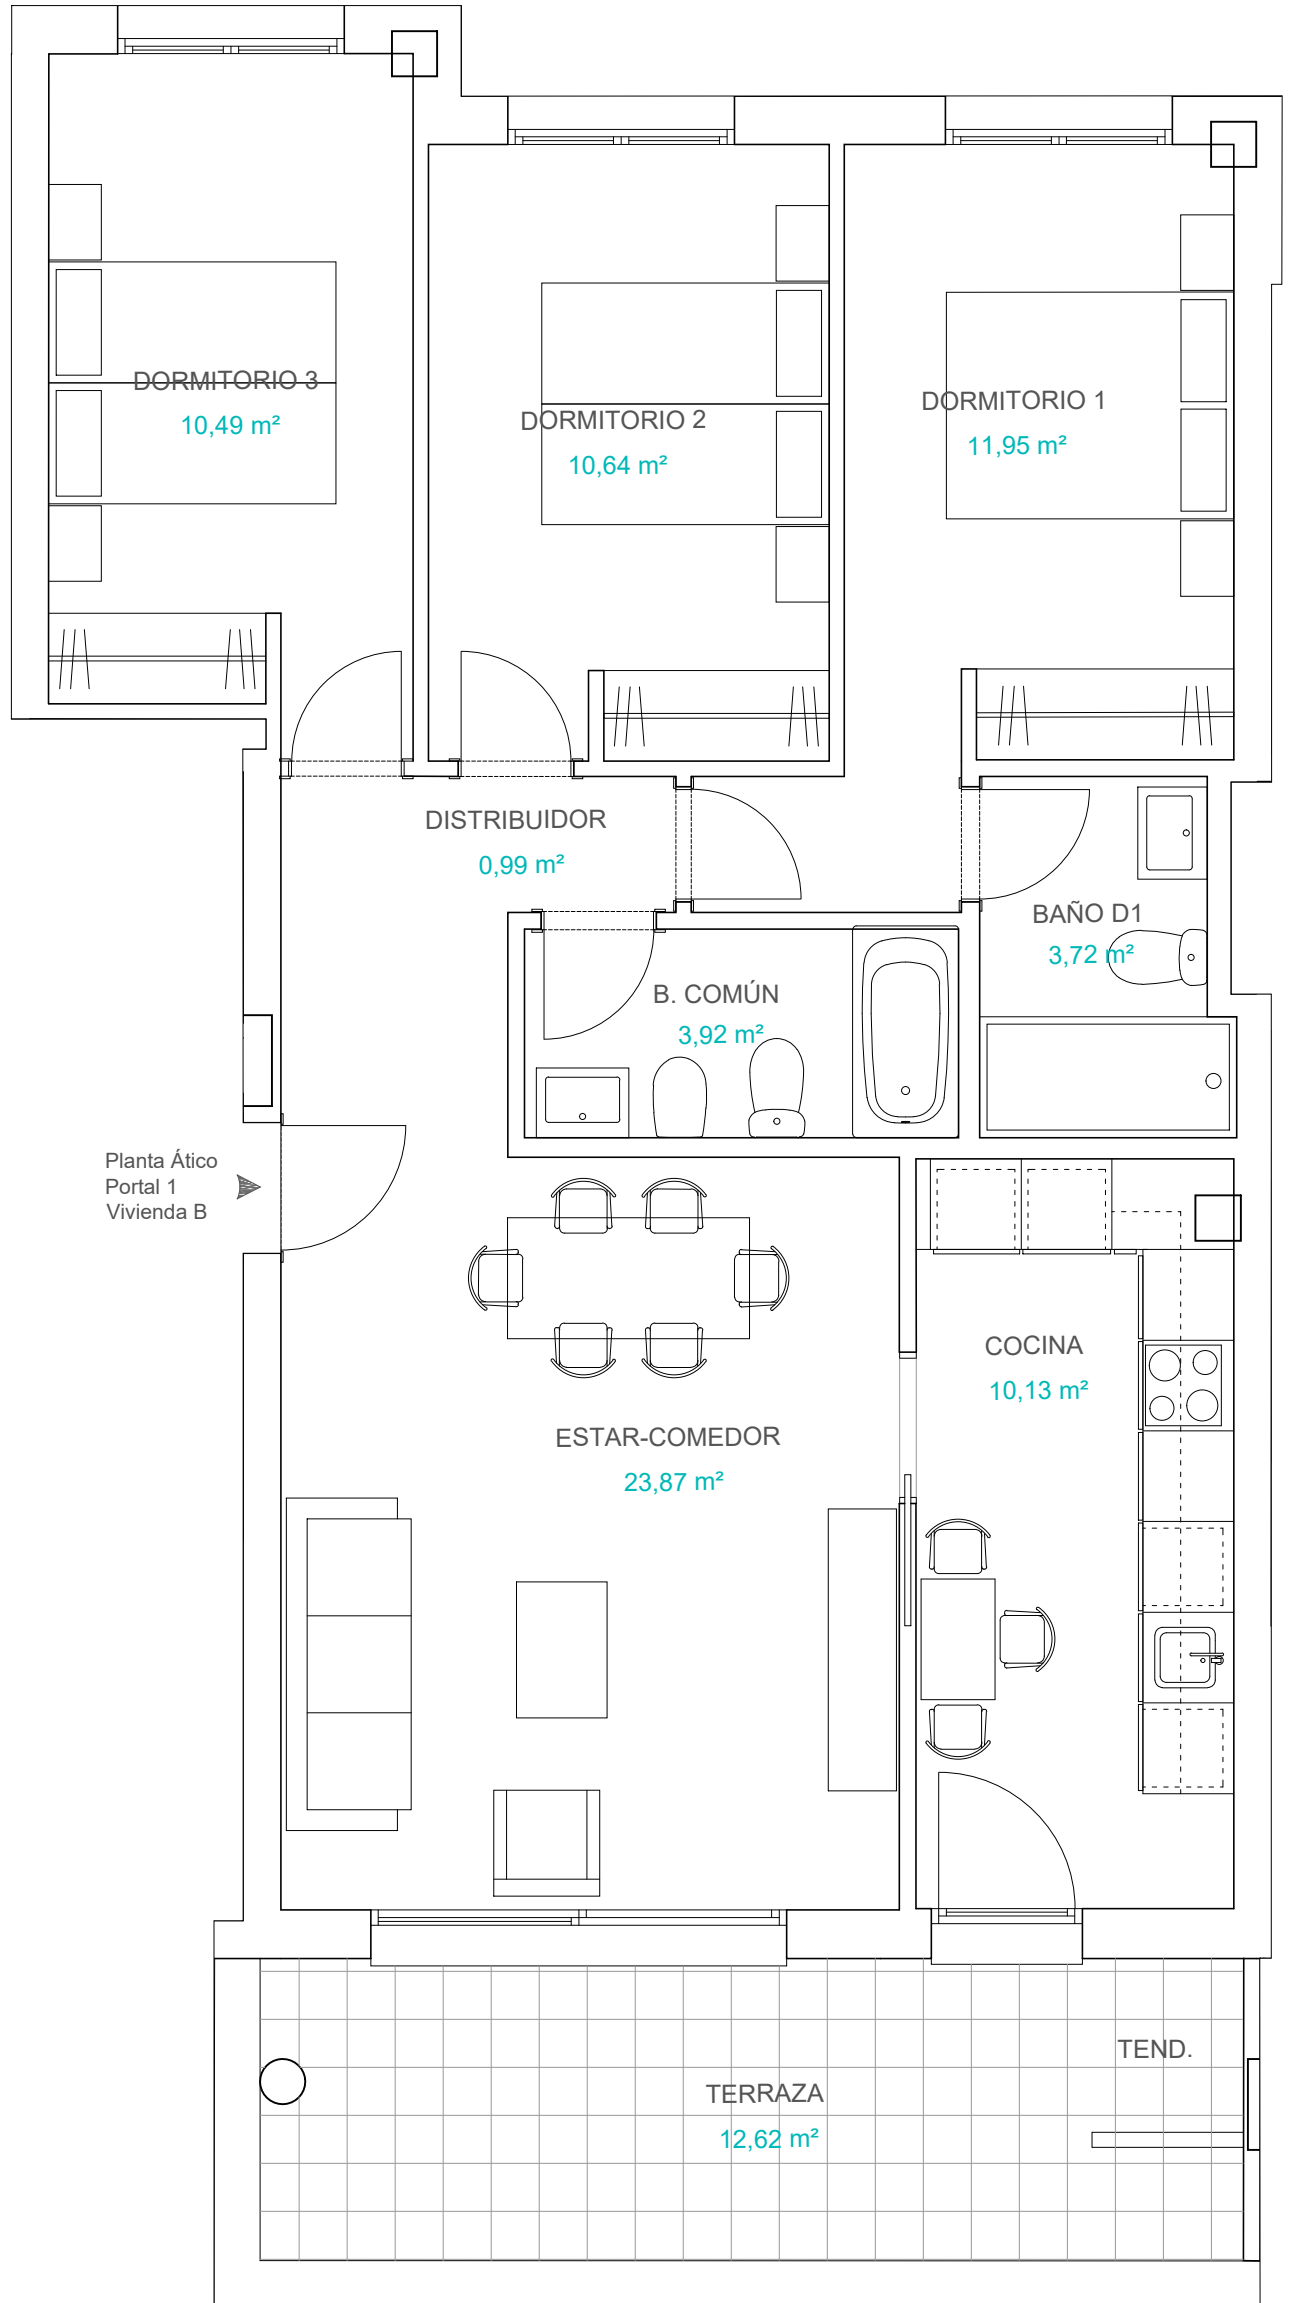 DORMITORIO 3
10,49 m²
DORMITORIO 2
10,64 m²
DORMITORIO 1
11,95 m²
DISTRIBUIDOR
0,99 m²
BAÑO D1
3,72 m²
B. COMÚN
3,92 m²
Planta Ático
Portal 1
Vivienda B
COCINA
10,13 m²
ESTAR-COMEDOR
23,87 m²
TEND.
TERRAZA
12,62 m²